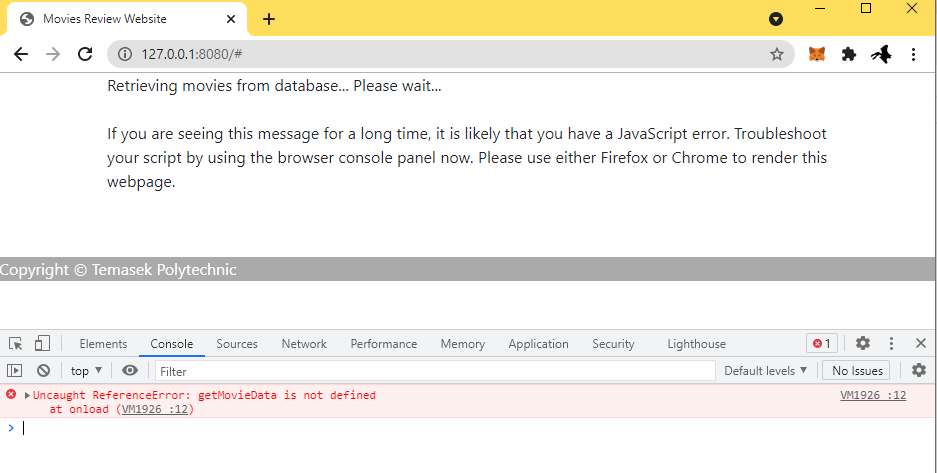 Movies Review Website
127.0.0.1:8080/#
Retrieving movies from database... Please wait...
If you are seeing this message for a long time, it is likely that you have a JavaScript error. Troubleshoot
your script by using the browser console panel now. Please use either Firefox or Chrome to render this
webpage.
Copyright © Temasek Polytechnic
Elements Console Sources Network Performance Memory Application Security Lighthouse 1
top Filter Default levels No Issues
Uncaught ReferenceError: getMovieData is not defined VM1926 :12
at onload (VM1926 :12)